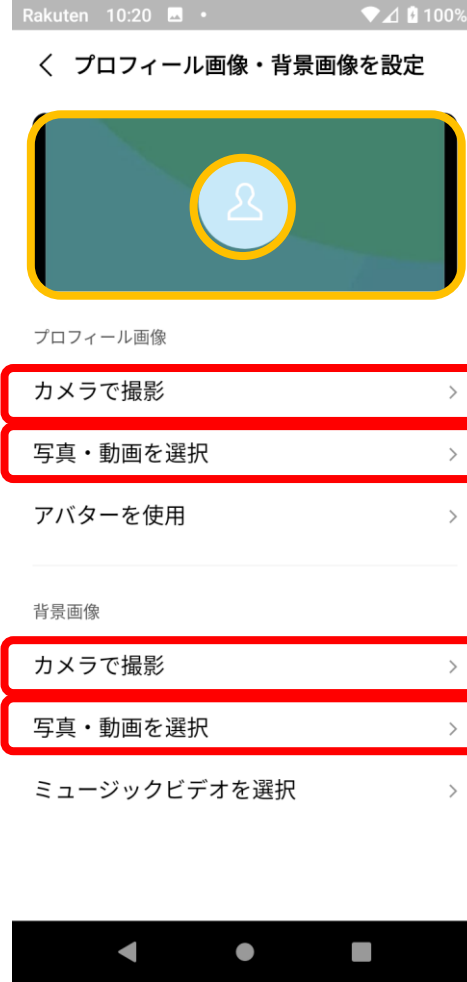 Rakuten 10:20 100%
プロフィール画像・背景画像を設定
プロフィール画像
カメラで撮影
写真・動画を選択
アバターを使用
背景画像
カメラで撮影
写真・動画を選択
ミュージックビデオを選択